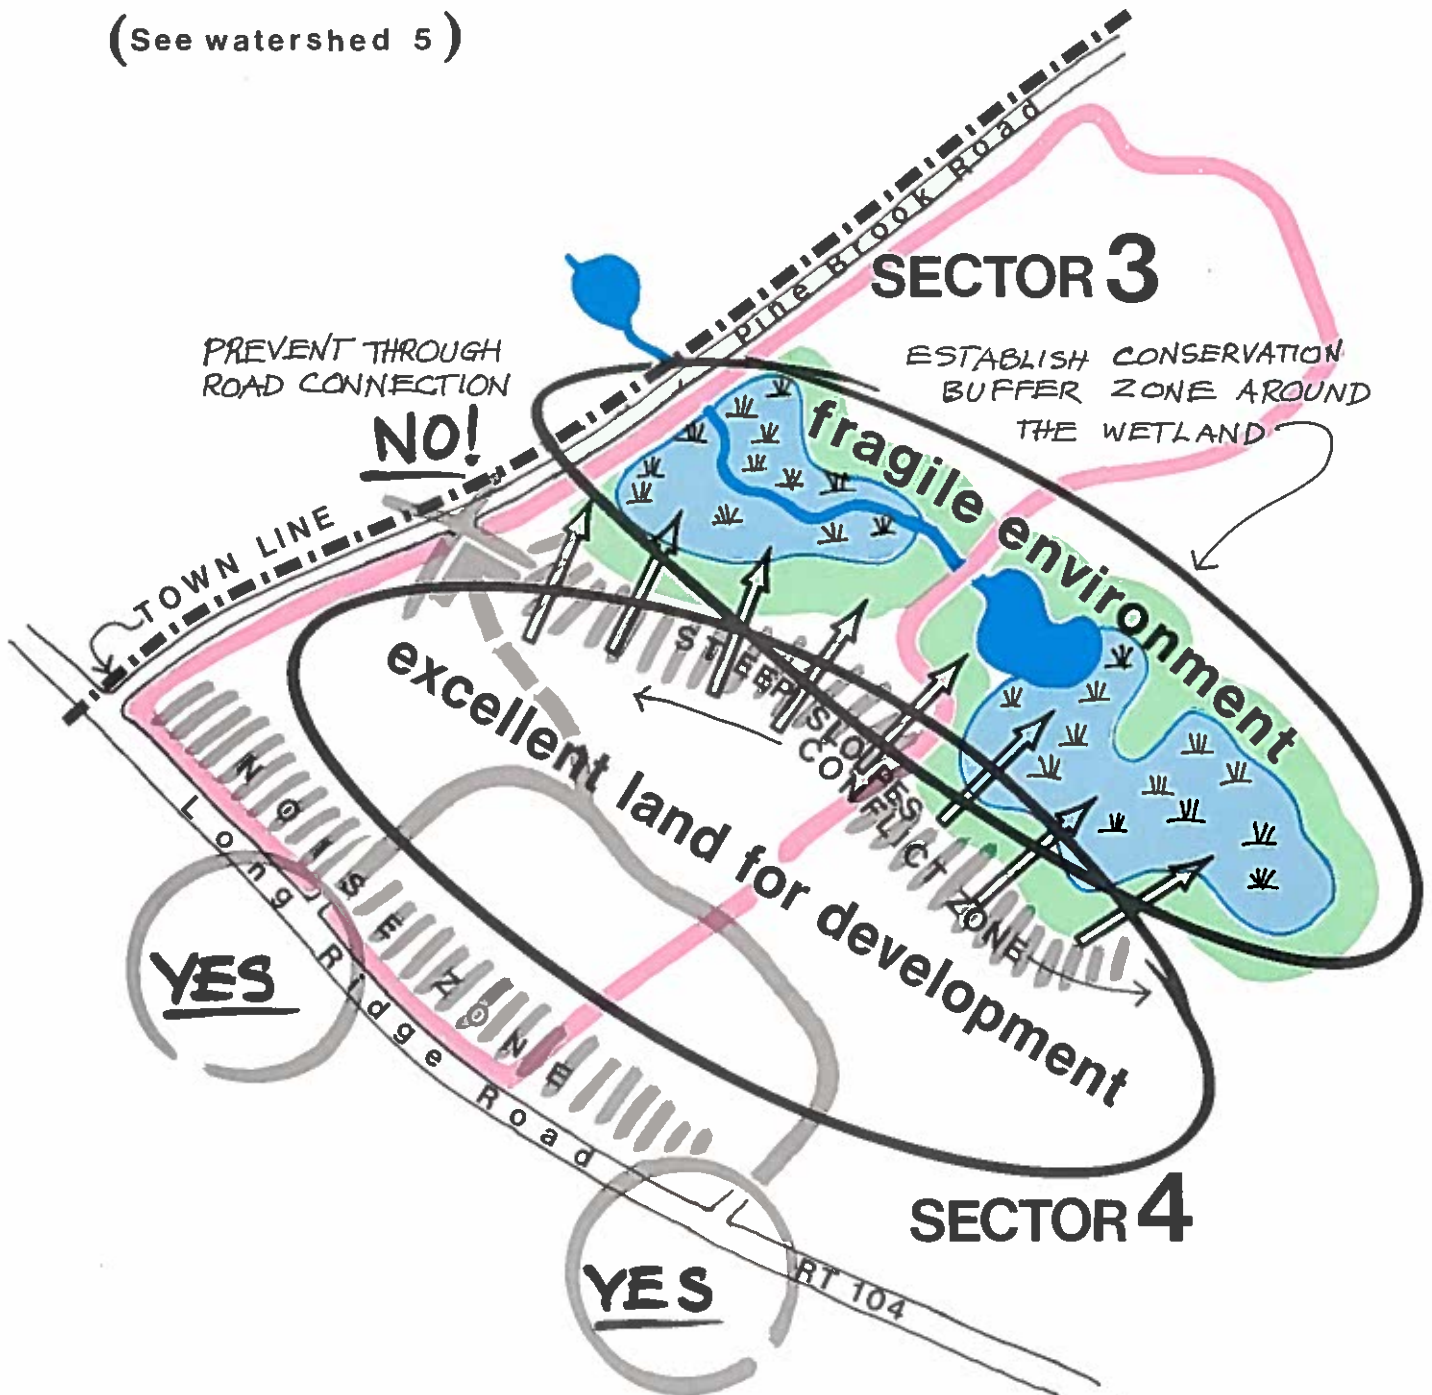 (See watershed 5)
Pine Brook Road
SECTOR 3
PREVENT THROUGH
ROAD CONNECTION
NO!
ESTABLISH CONSERVATION
BUFFER ZONE AROUND
THE WETLAND
fragile environment
TOWN LINE
STEEP SLOPES
CONFLICT ZONE
excellent land for development
NOISE ZONE
Long Ridge Road
YES
SECTOR 4
YES
RT 104